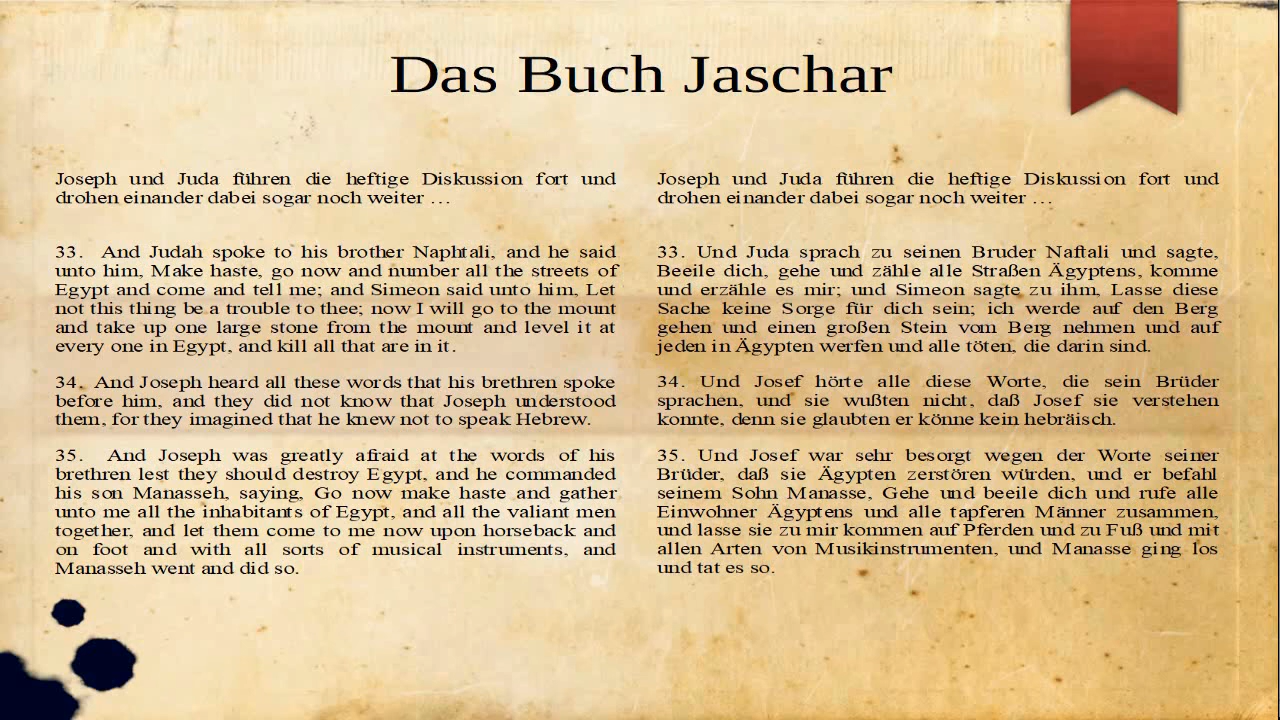 Das Buch Jaschar
Joseph und Juda führen die heftige Diskussion fort und
drohen einander dabei sogar noch weiter …
33. And Judah spoke to his brother Naphtali, and he said
unto him, Make haste, go now and number all the streets of
Egypt and come and tell me; and Simeon said unto him, Let
not this thing be a trouble to thee; now I will go to the mount
and take up one large stone from the mount and level it at
every one in Egypt, and kill all that are in it.
34. And Joseph heard all these words that his brethren spoke
before him, and they did not know that Joseph understood
them, for they imagined that he knew not to speak Hebrew.
35. And Joseph was greatly afraid at the words of his
brethren lest they should destroy Egypt, and he commanded
his son Manasseh, saying, Go now make haste and gather
unto me all the inhabitants of Egypt, and all the valiant men
together, and let them come to me now upon horseback and
on foot and with all sorts of musical instruments, and
Manasseh went and did so.
Joseph und Juda führen die heftige Diskussion fort und
drohen einander dabei sogar noch weiter …
33. Und Juda sprach zu seinen Bruder Naftali und sagte,
Beeile dich, gehe und zähle alle Straßen Ägyptens, komme
und erzähle es mir; und Simeon sagte zu ihm, Lasse diese
Sache keine Sorge für dich sein; ich werde auf den Berg
gehen und einen großen Stein vom Berg nehmen und auf
jeden in Ägypten werfen und alle töten, die darin sind.
34. Und Josef hörte alle diese Worte, die sein Brüder
sprachen, und sie wußten nicht, daß Josef sie verstehen
konnte, denn sie glaubten er könne kein hebräisch.
35. Und Josef war sehr besorgt wegen der Worte seiner
Brüder, daß sie Ägypten zerstören würden, und er befahl
seinem Sohn Manasse, Gehe und beeile dich und rufe alle
Einwohner Ägyptens und alle tapferen Männer zusammen,
und lasse sie zu mir kommen auf Pferden und zu Fuß und mit
allen Arten von Musikinstrumenten, und Manasse ging los
und tat es so.